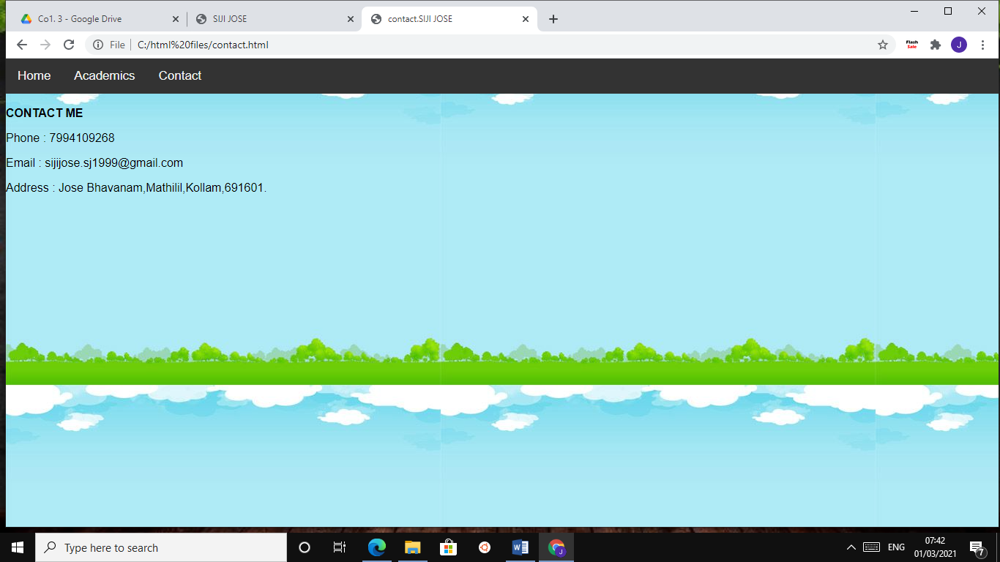 Co1. 3 - Google Drive
SIJI JOSE
contact.SIJI JOSE
File
C:/html%20files/contact.html
Flash
Sale
J
Home
Academics
Contact
CONTACT ME
Phone : 7994109268
Email : sijijose.sj1999@gmail.com
Address : Jose Bhavanam,Mathilil,Kollam,691601.
Type here to search
W
J
ENG
07:42
01/03/2021
7